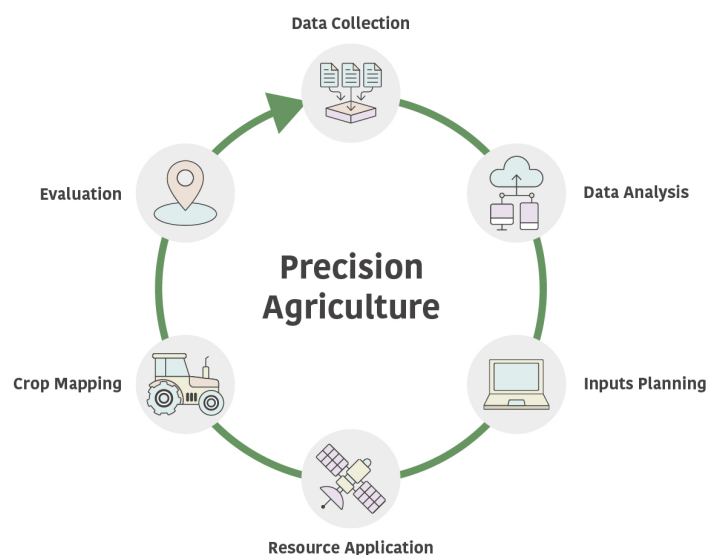 Data Collection
Data Analysis
Inputs Planning
Resource Application
Crop Mapping
Evaluation
Precision
Agriculture